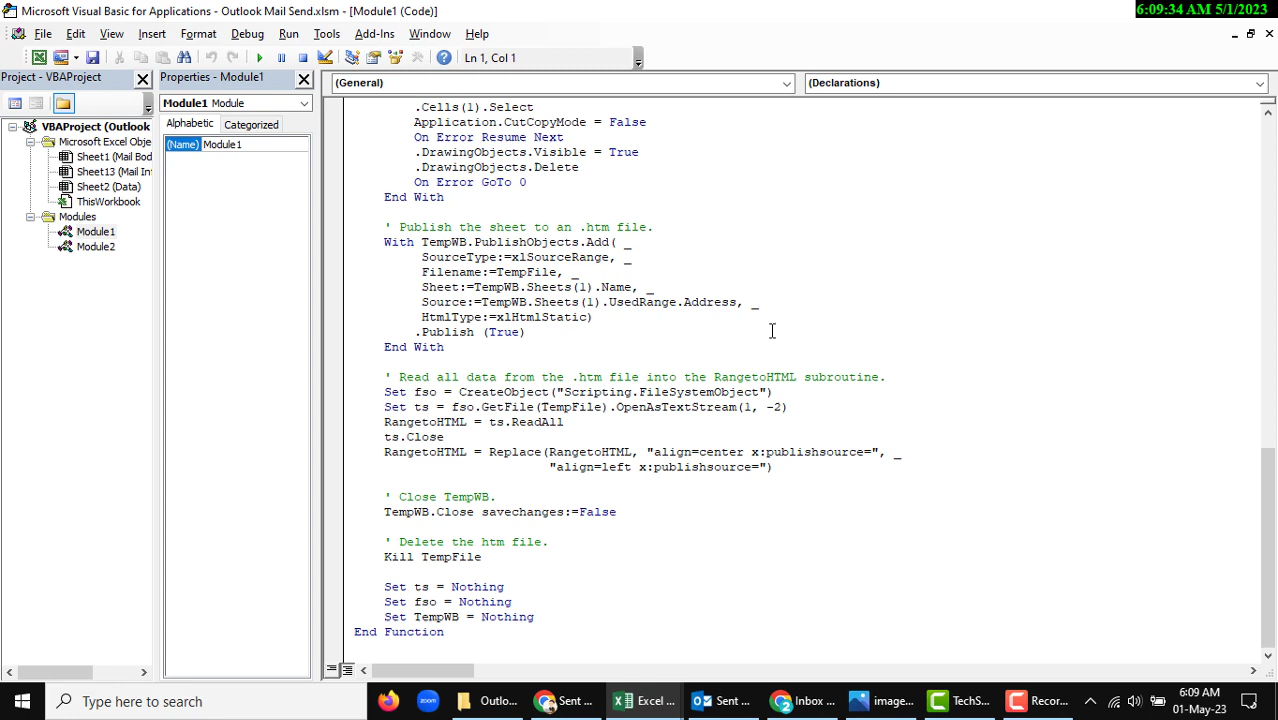 Microsoft Visual Basic for Applications - Outlook Mail Send.xlsm - [Module1 (Code)]
6:09:34 AM 5/1/2023
File Edit View Insert Format Debug Run Tools Add-Ins Window Help
Ln 1, Col 1
Project - VBAProject
Properties - Module1
(General)
(Declarations)
Module1 Module
Alphabetic Categorized
(Name) Module1
VBAProject (Outlook
Microsoft Excel Obje
Sheet1 (Mail Bod
Sheet13 (Mail Inf
Sheet2 (Data)
ThisWorkbook
Modules
Module1
Module2
.Cells(1).Select
Application.CutCopyMode = False
On Error Resume Next
.DrawingObjects.Visible = True
.DrawingObjects.Delete
On Error GoTo 0
End With
' Publish the sheet to an .htm file.
With TempWB.PublishObjects.Add( _
SourceType:=xlSourceRange, _
Filename:=TempFile, _
Sheet:=TempWB.Sheets(1).Name, _
Source:=TempWB.Sheets(1).UsedRange.Address, _
HtmlType:=xlHtmlStatic)
.Publish (True)
End With
' Read all data from the .htm file into the RangetoHTML subroutine.
Set fso = CreateObject("Scripting.FileSystemObject")
Set ts = fso.GetFile(TempFile).OpenAsTextStream(1, -2)
RangetoHTML = ts.ReadAll
ts.Close
RangetoHTML = Replace(RangetoHTML, "align=center x:publishsource=", _
"align=left x:publishsource=")
' Close TempWB.
TempWB.Close savechanges:=False
' Delete the htm file.
Kill TempFile
Set ts = Nothing
Set fso = Nothing
Set TempWB = Nothing
End Function
Type here to search
zoom
Outlo...
Sent ...
Excel ...
Sent ...
Inbox ...
image...
TechS...
Recor...
6:09 AM
01-May-23